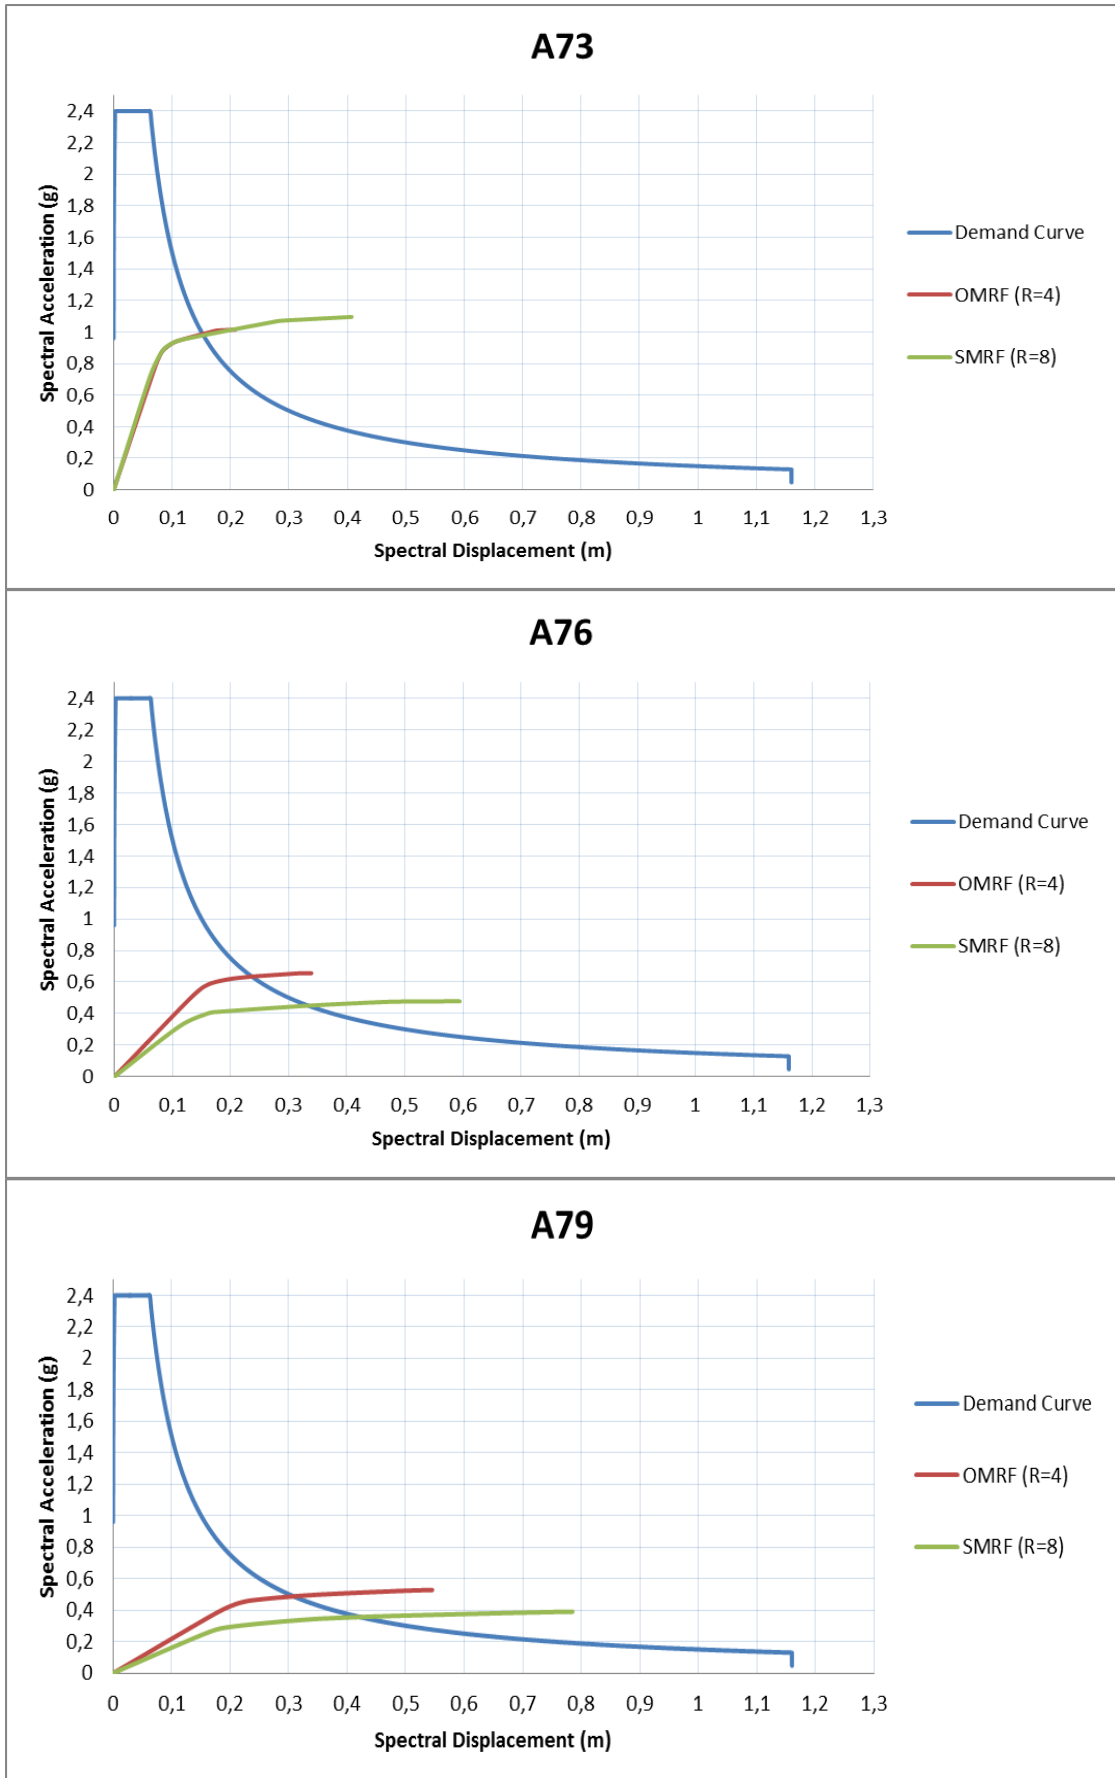 A73
Spectral Acceleration (g)
2,4
2,2
2
1,8
1,6
1,4
1,2
1
0,8
0,6
0,4
0,2
0
0 0,1 0,2 0,3 0,4 0,5 0,6 0,7 0,8 0,9 1 1,1 1,2 1,3
Spectral Displacement (m)
Demand Curve
OMRF (R=4)
SMRF (R=8)
A76
Spectral Acceleration (g)
2,4
2,2
2
1,8
1,6
1,4
1,2
1
0,8
0,6
0,4
0,2
0
0 0,1 0,2 0,3 0,4 0,5 0,6 0,7 0,8 0,9 1 1,1 1,2 1,3
Spectral Displacement (m)
Demand Curve
OMRF (R=4)
SMRF (R=8)
A79
Spectral Acceleration (g)
2,4
2,2
2
1,8
1,6
1,4
1,2
1
0,8
0,6
0,4
0,2
0
0 0,1 0,2 0,3 0,4 0,5 0,6 0,7 0,8 0,9 1 1,1 1,2 1,3
Spectral Displacement (m)
Demand Curve
OMRF (R=4)
SMRF (R=8)